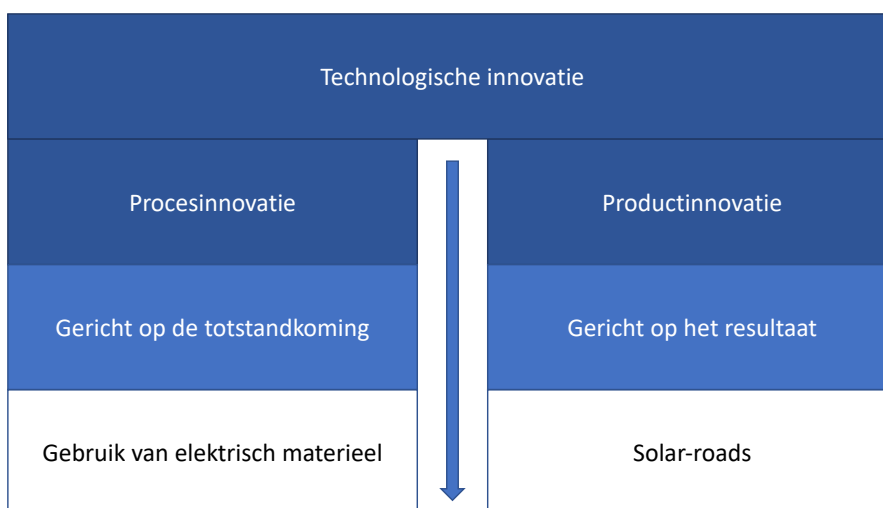 Technologische innovatie
Procesinnovatie
Productinnovatie
Gericht op de totstandkoming
Gericht op het resultaat
Gebruik van elektrisch materieel
Solar-roads